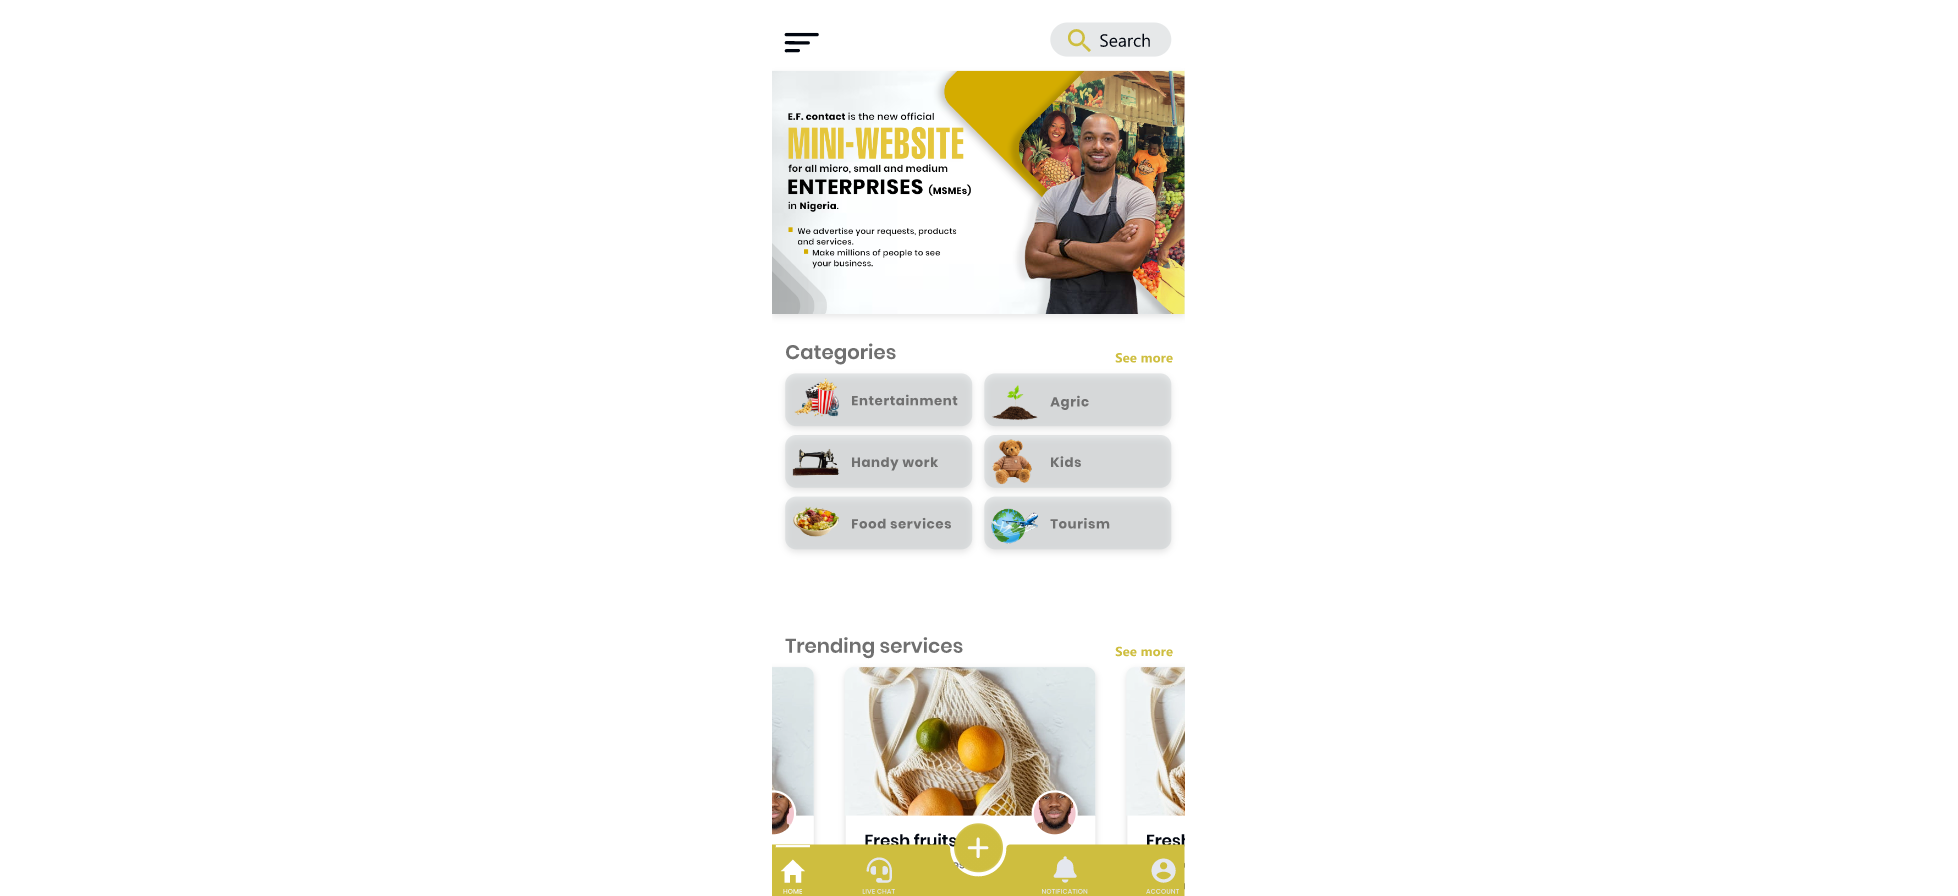 Search
E.F. contact is the new official
MINI-WEBSITE
for all micro, small and medium
ENTERPRISES (MSMEs)
in Nigeria.
We advertise your requests, products
and services.
Make millions of people to see
your business.
Categories
See more
Entertainment
Agric
Handy work
Kids
Food services
Tourism
Trending services
See more
Fresh fruits
Fresh
HOME
LIVE CHAT
NOTIFICATION
ACCOUNT